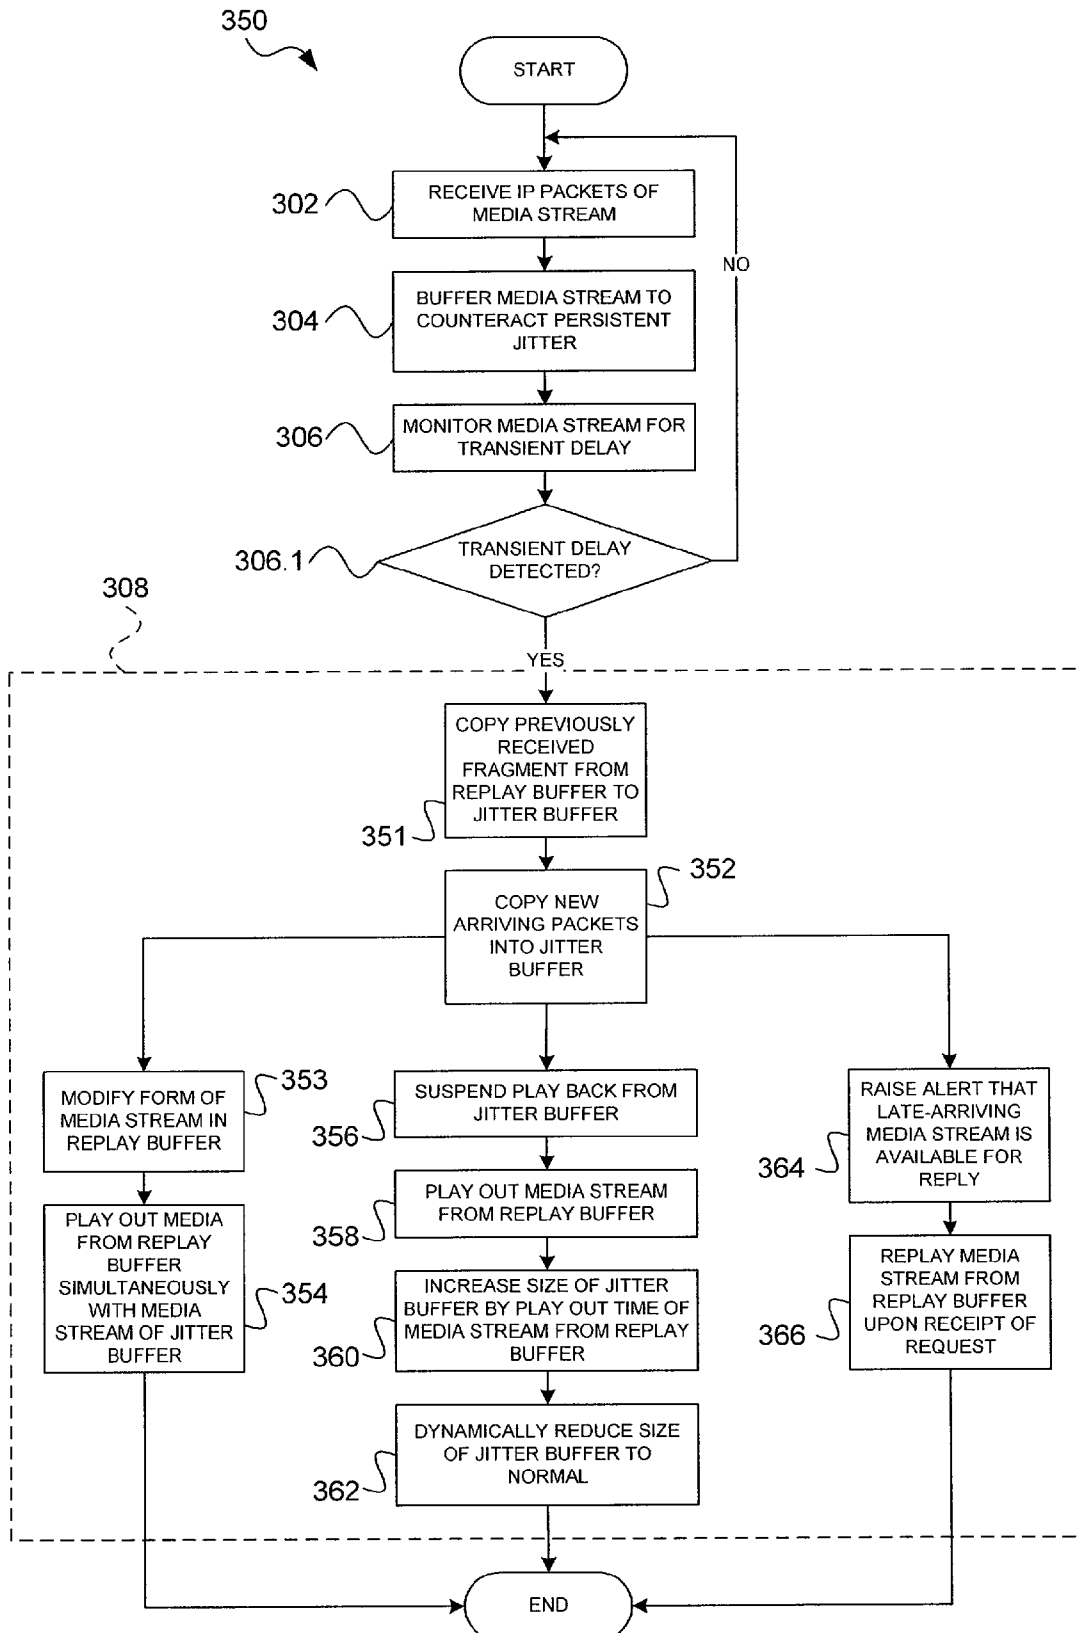 350
START
302
RECEIVE IP PACKETS OF
MEDIA STREAM
NO
304
BUFFER MEDIA STREAM TO
COUNTERACT PERSISTENT
JITTER
306
MONITOR MEDIA STREAM FOR
TRANSIENT DELAY
306.1
TRANSIENT DELAY
DETECTED?
308
YES
COPY PREVIOUSLY
RECEIVED
FRAGMENT FROM
REPLAY BUFFER TO
JITTER BUFFER
351
352
COPY NEW
ARRIVING PACKETS
INTO JITTER
BUFFER
353
MODIFY FORM OF
MEDIA STREAM IN
REPLAY BUFFER
354
PLAY OUT MEDIA
FROM REPLAY
BUFFER
SIMULTANEOUSLY
WITH MEDIA
STREAM OF JITTER
BUFFER
356
SUSPEND PLAY BACK FROM
JITTER BUFFER
358
PLAY OUT MEDIA STREAM
FROM REPLAY BUFFER
360
INCREASE SIZE OF JITTER
BUFFER BY PLAY OUT TIME OF
MEDIA STREAM FROM REPLAY
BUFFER
362
DYNAMICALLY REDUCE SIZE
OF JITTER BUFFER TO
NORMAL
364
RAISE ALERT THAT
LATE-ARRIVING
MEDIA STREAM IS
AVAILABLE FOR
REPLY
366
REPLAY MEDIA
STREAM FROM
REPLAY BUFFER
UPON RECEIPT OF
REQUEST
END